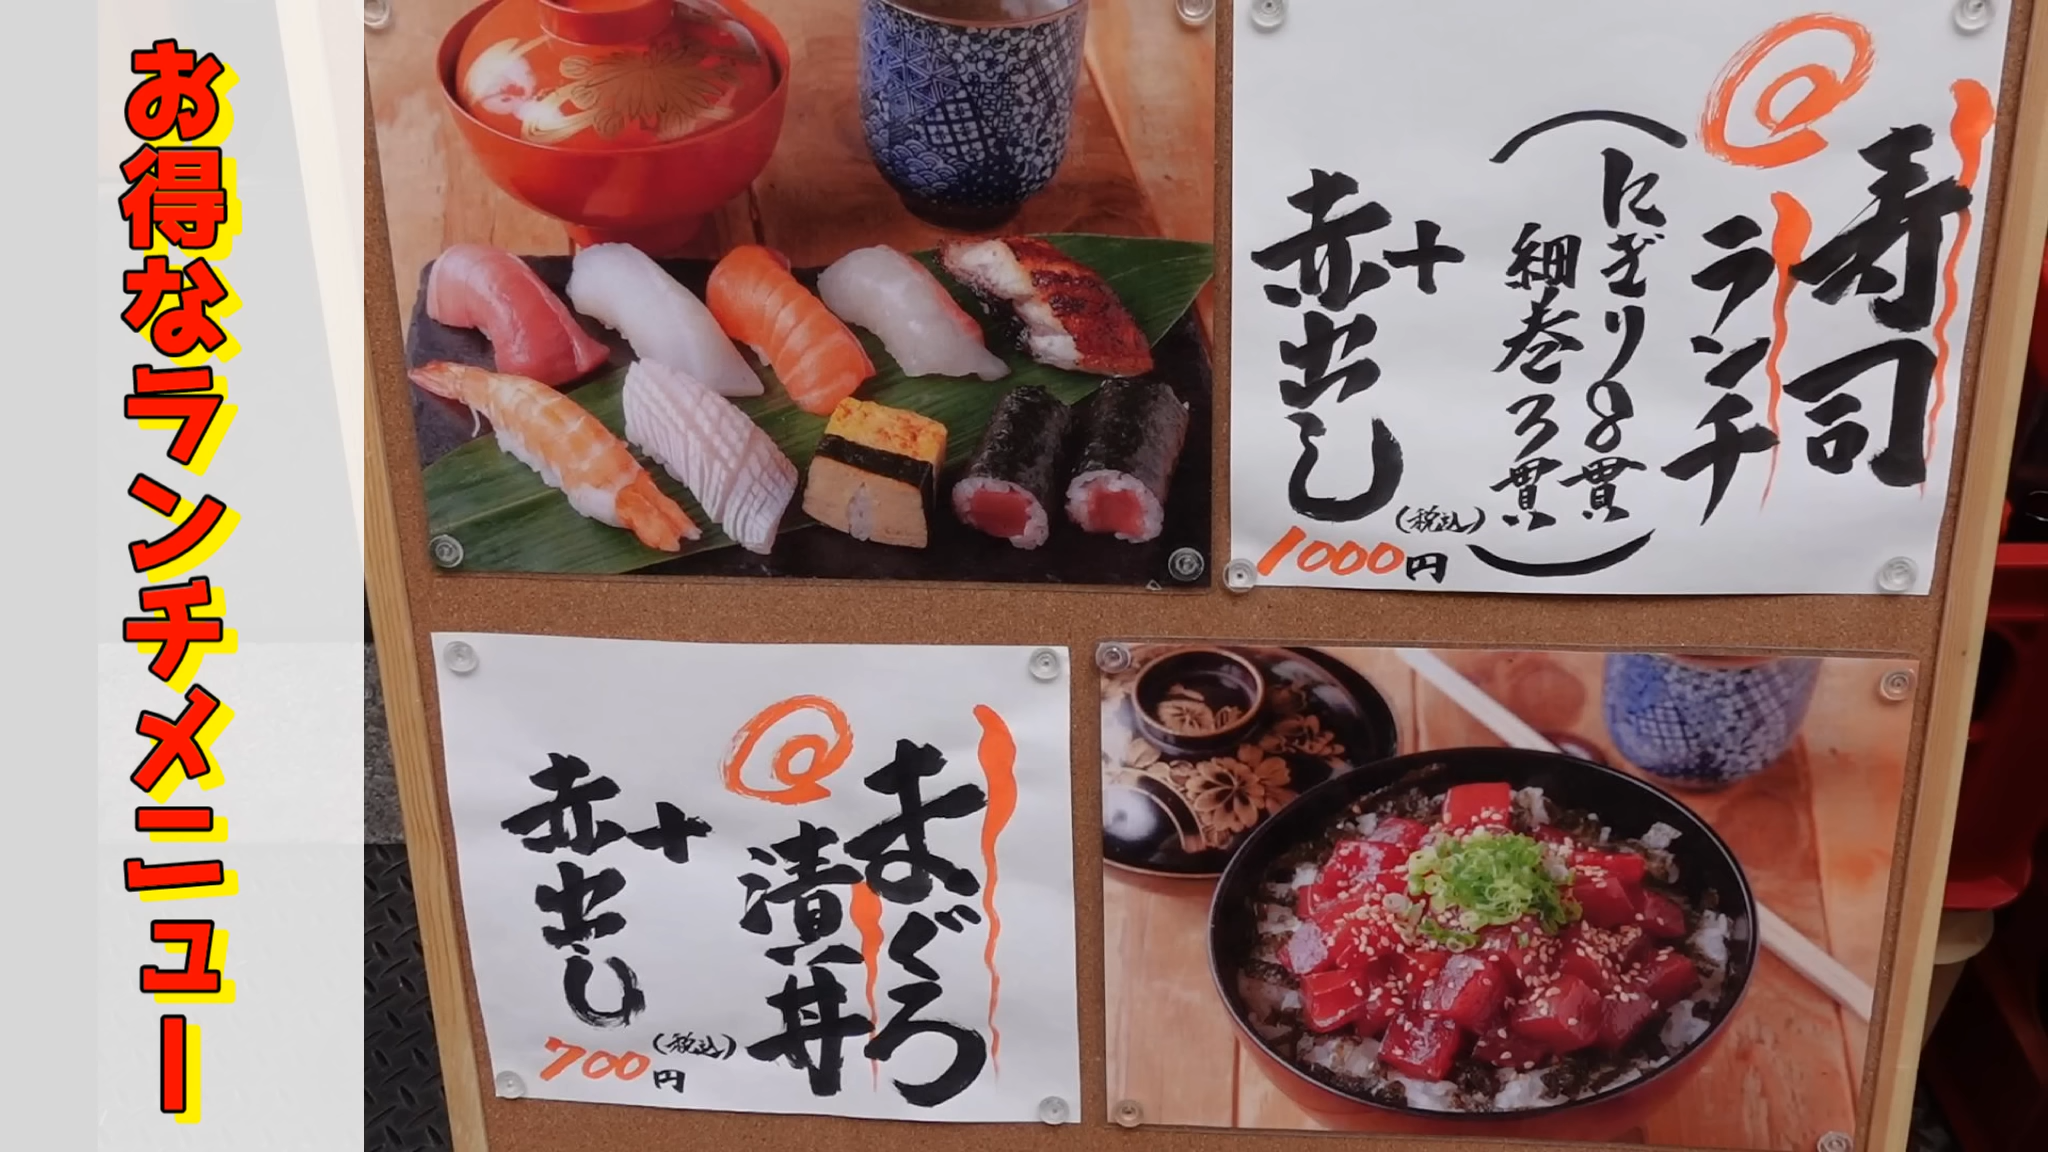 お得なランチメニュー
寿司
ランチ
(にぎり8貫
細巻3貫)
+
赤出し
(税込)
1000円
まぐろ
漬丼
+
赤出し
(税込)
700円